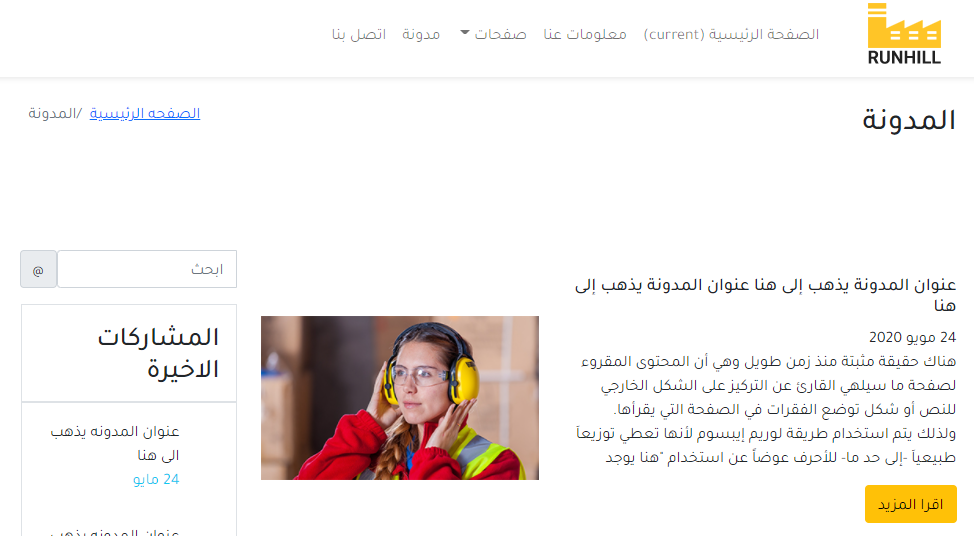 RUNHILL
الصفحة الرئيسية (current) معلومات عنا صفحات مدونة اتصل بنا
المدونة
الصفحه الرئيسية /المدونة
عنوان المدونة يذهب إلى هنا عنوان المدونة يذهب إلى
هنا
24 مويو 2020
هناك حقيقة مثبتة منذ زمن طويل وهي أن المحتوى المقروء
لصفحة ما سيلهي القارئ عن التركيز على الشكل الخارجي
للنص أو شكل توضع الفقرات في الصفحة التي يقرأها.
ولذلك يتم استخدام طريقة لوريم إيبسوم لأنها تعطي توزيعاَ
طبيعياَ -إلى حد ما- للأحرف عوضاً عن استخدام "هنا يوجد
اقرا المزيد
ابحث @
المشاركات
الاخيرة
عنوان المدونه يذهب
الى هنا
24 مايو
عنوان المدونه يذهب